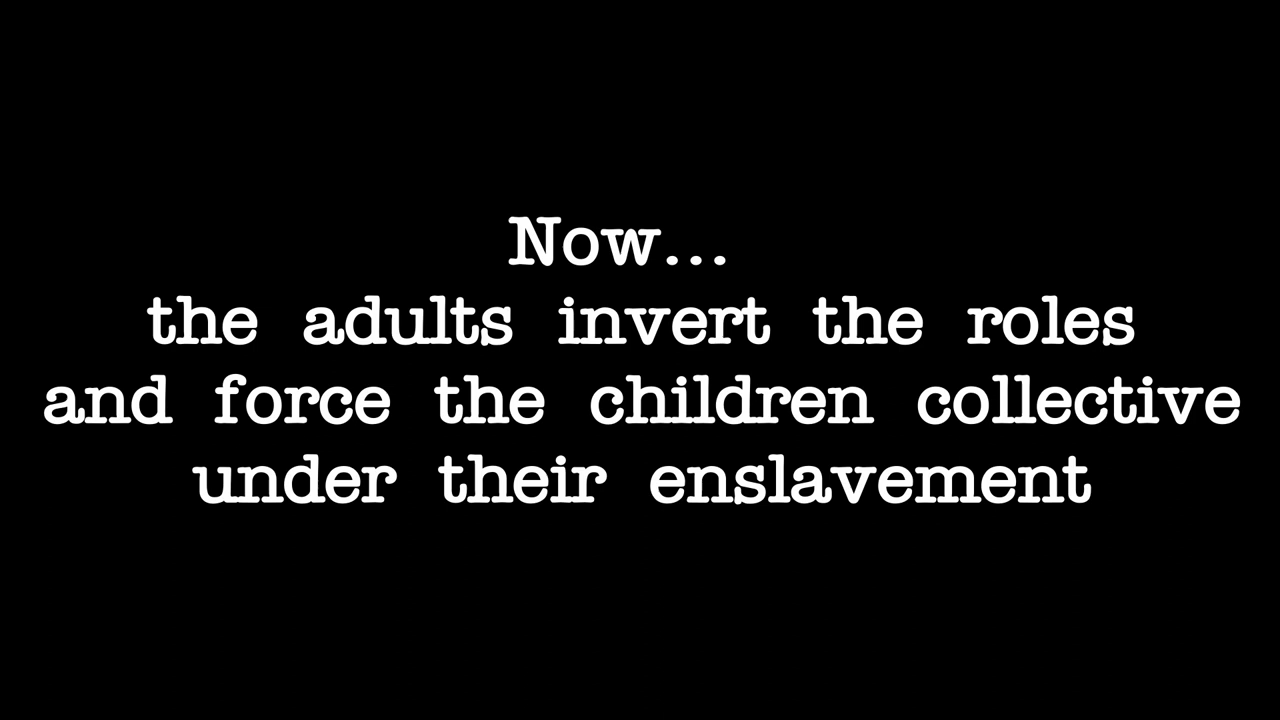 Now...
the adults invert the roles
and force the children collective
under their enslavement